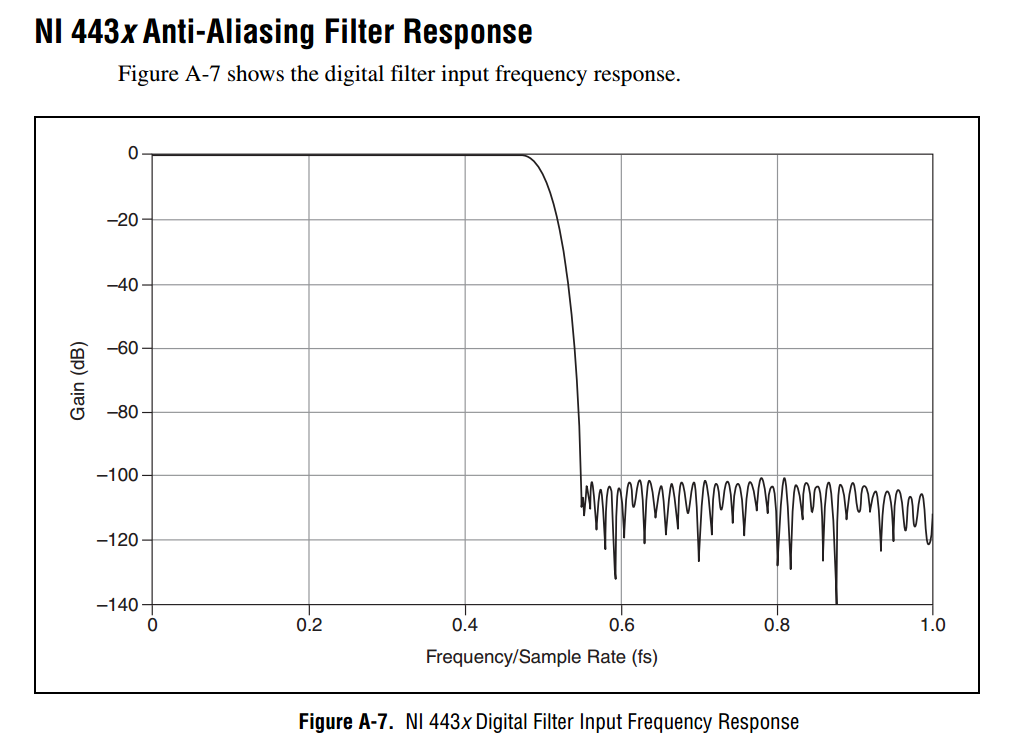 NI 443x Anti-Aliasing Filter Response
Figure A-7 shows the digital filter input frequency response.
0
–20
–40
–60
–80
–100
–120
–140
Gain (dB)
0 0.2 0.4 0.6 0.8 1.0
Frequency/Sample Rate (fs)
Figure A-7. NI 443x Digital Filter Input Frequency Response